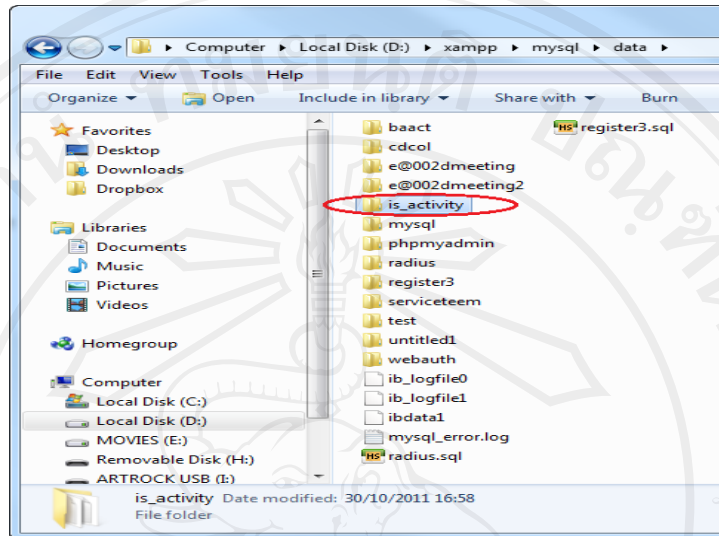 Computer ▸ Local Disk (D:) ▸ xampp ▸ mysql ▸ data ▸
File Edit View Tools Help
Organize Open Include in library Share with Burn
Favorites
Desktop
Downloads
Dropbox
Libraries
Documents
Music
Pictures
Videos
Homegroup
Computer
Local Disk (C:)
Local Disk (D:)
MOVIES (E:)
Removable Disk (H:)
ARTROCK USB (I:)
baact
cdcol
e@002dmeeting
e@002dmeeting2
is_activity
mysql
phpmyadmin
radius
register3
serviceteem
test
untitled1
webauth
ib_logfile0
ib_logfile1
ibdata1
mysql_error.log
HS radius.sql
HS register3.sql
is_activity Date modified: 30/10/2011 16:58
File folder